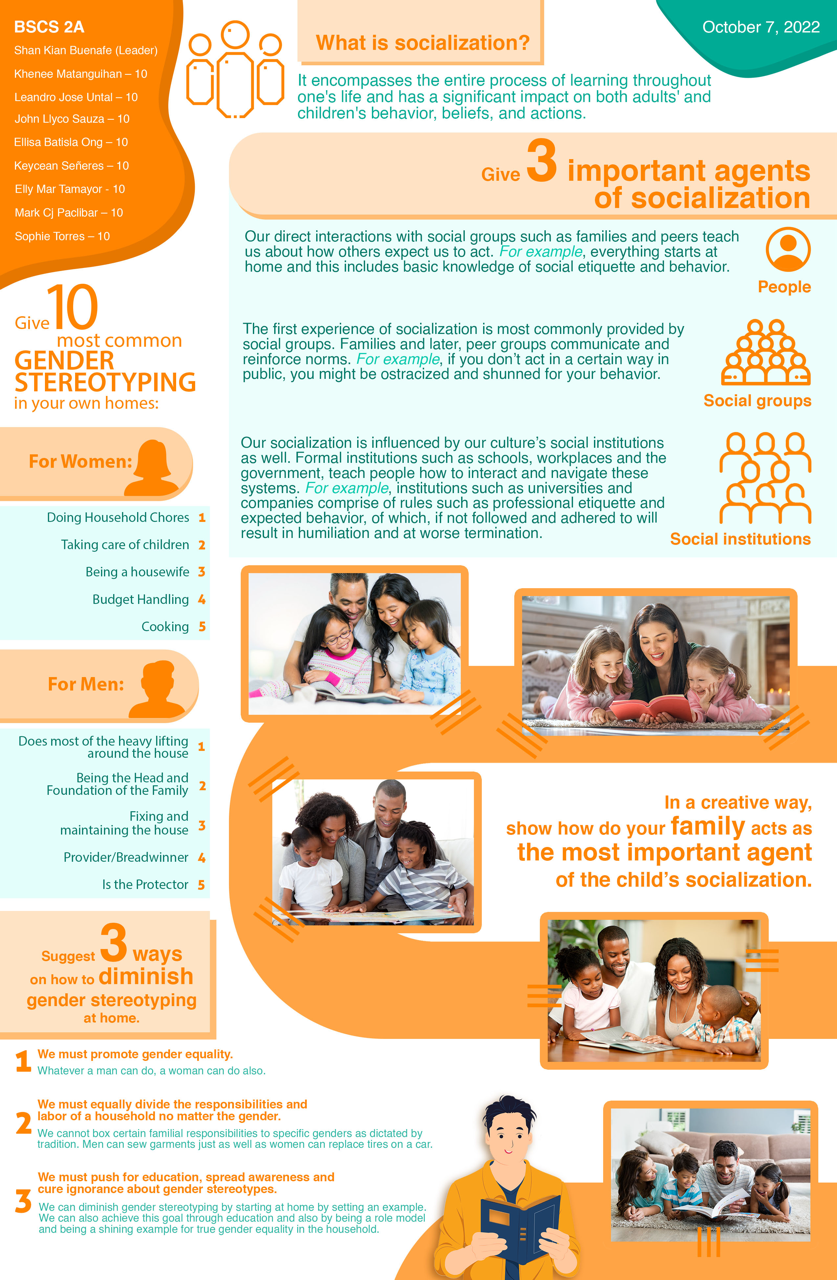 BSCS 2A
Shan Kian Buenafe (Leader)
Khenee Matanguihan – 10
Leandro Jose Untal – 10
John Llyco Sauza – 10
Ellisa Batisla Ong – 10
Keycean Señeres – 10
Elly Mar Tamayor - 10
Mark Cj Paclibar – 10
Sophie Torres – 10
What is socialization?
October 7, 2022
It encompasses the entire process of learning throughout
one's life and has a significant impact on both adults' and
children's behavior, beliefs, and actions.
Give 3 important agents
of socialization
Our direct interactions with social groups such as families and peers teach
us about how others expect us to act. For example, everything starts at
home and this includes basic knowledge of social etiquette and behavior.
People
The first experience of socialization is most commonly provided by
social groups. Families and later, peer groups communicate and
reinforce norms. For example, if you don't act in a certain way in
public, you might be ostracized and shunned for your behavior.
Social groups
Our socialization is influenced by our culture's social institutions
as well. Formal institutions such as schools, workplaces and the
government, teach people how to interact and navigate these
systems. For example, institutions such as universities and
companies comprise of rules such as professional etiquette and
expected behavior, of which, if not followed and adhered to will
result in humiliation and at worse termination.
Social institutions
Give 10
most common
GENDER
STEREOTYPING
in your own homes:
For Women:
Doing Household Chores 1
Taking care of children 2
Being a housewife 3
Budget Handling 4
Cooking 5
For Men:
Does most of the heavy lifting
around the house 1
Being the Head and
Foundation of the Family 2
Fixing and
maintaining the house 3
Provider/Breadwinner 4
Is the Protector 5
In a creative way,
show how do your family acts as
the most important agent
of the child's socialization.
Suggest 3 ways
on how to diminish
gender stereotyping
at home.
1 We must promote gender equality.
Whatever a man can do, a woman can do also.
2 We must equally divide the responsibilities and
labor of a household no matter the gender.
We cannot box certain familial responsibilities to specific genders as dictated by
tradition. Men can sew garments just as well as women can replace tires on a car.
3 We must push for education, spread awareness and
cure ignorance about gender stereotypes.
We can diminish gender stereotyping by starting at home by setting an example.
We can also achieve this goal through education and also by being a role model
and being a shining example for true gender equality in the household.